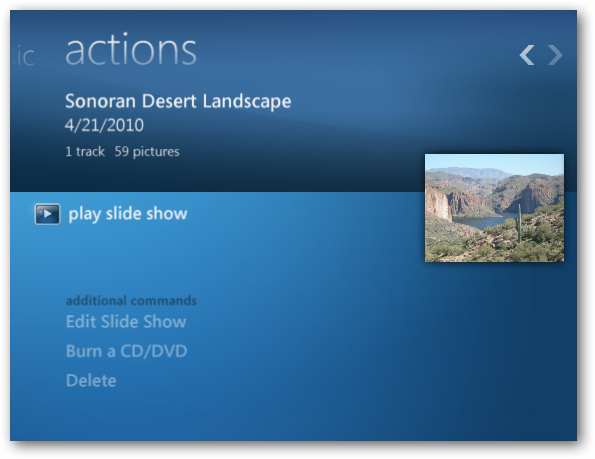 ic actions
Sonoran Desert Landscape
4/21/2010
1 track 59 pictures
play slide show
additional commands
Edit Slide Show
Burn a CD/DVD
Delete